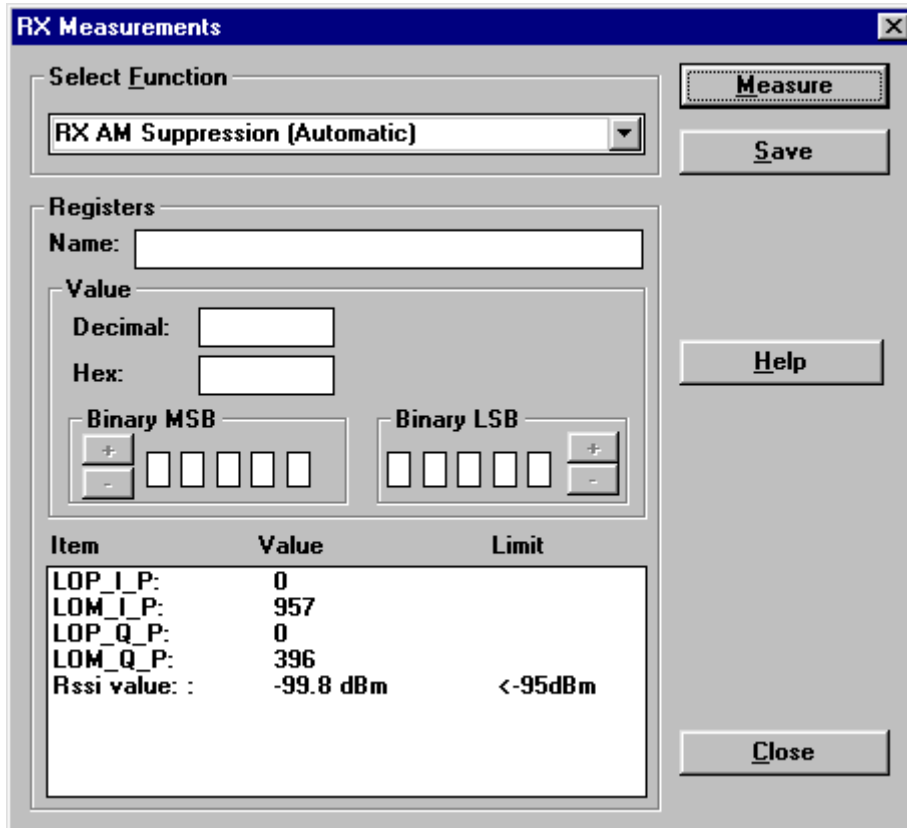 RX Measurements
Select Function
Measure
RX AM Suppression (Automatic)
Save
Registers
Name:
Value
Decimal:
Hex:
Help
Binary MSB
Binary LSB
+
-
+
-
Item Value Limit
LOP_I_P: 0
LOM_I_P: 957
LOP_Q_P: 0
LOM_Q_P: 396
Rssi value: : -99.8 dBm <-95dBm
Close